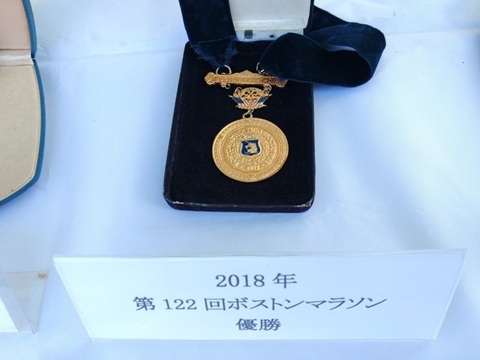 2018 年
第 122 回ボストンマラソン
優勝